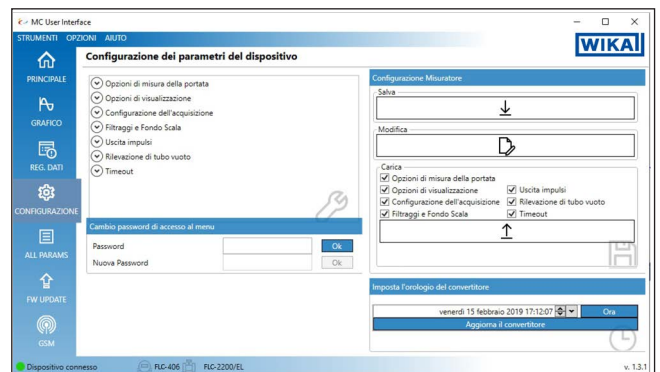 MC User Interface
STRUMENTI OPZIONI AIUTO
WIKAI
Configurazione dei parametri del dispositivo
PRINCIPALE
GRAFICO
REG. DATI
CONFIGURAZIONE
ALL PARAMS
FW UPDATE
GSM
Opzioni di misura della portata
Opzioni di visualizzazione
Configurazione dell'acquisizione
Filtraggi e Fondo Scala
Uscita impulsi
Rilevazione di tubo vuoto
Timeout
Cambio password di accesso al menu
Password Ok
Nuova Password Ok
Configurazione Misuratore
Salva
Modifica
Carica
Opzioni di misura della portata
Opzioni di visualizzazione Uscita impulsi
Configurazione dell'acquisizione Rilevazione di tubo vuoto
Filtraggi e Fondo Scala Timeout
Imposta l'orologio del convertitore
venerdì 15 febbraio 2019 17:12:07 Ora
Aggiorna il convertitore
Dispositivo connesso FLC-406 FLC-2200/EL v. 1.3.1